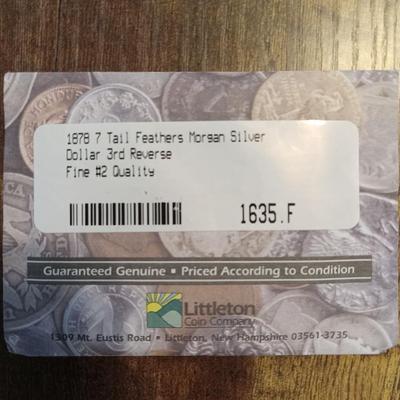 1878 7 Tail Feathers Morgan Silver
Dollar 3rd Reverse
Fine #2 Quality
1635.F
Guaranteed Genuine ▪ Priced According to Condition
Littleton
Coin Company
1309 Mt. Eustis Road ▪ Littleton, New Hampshire 03561-3735